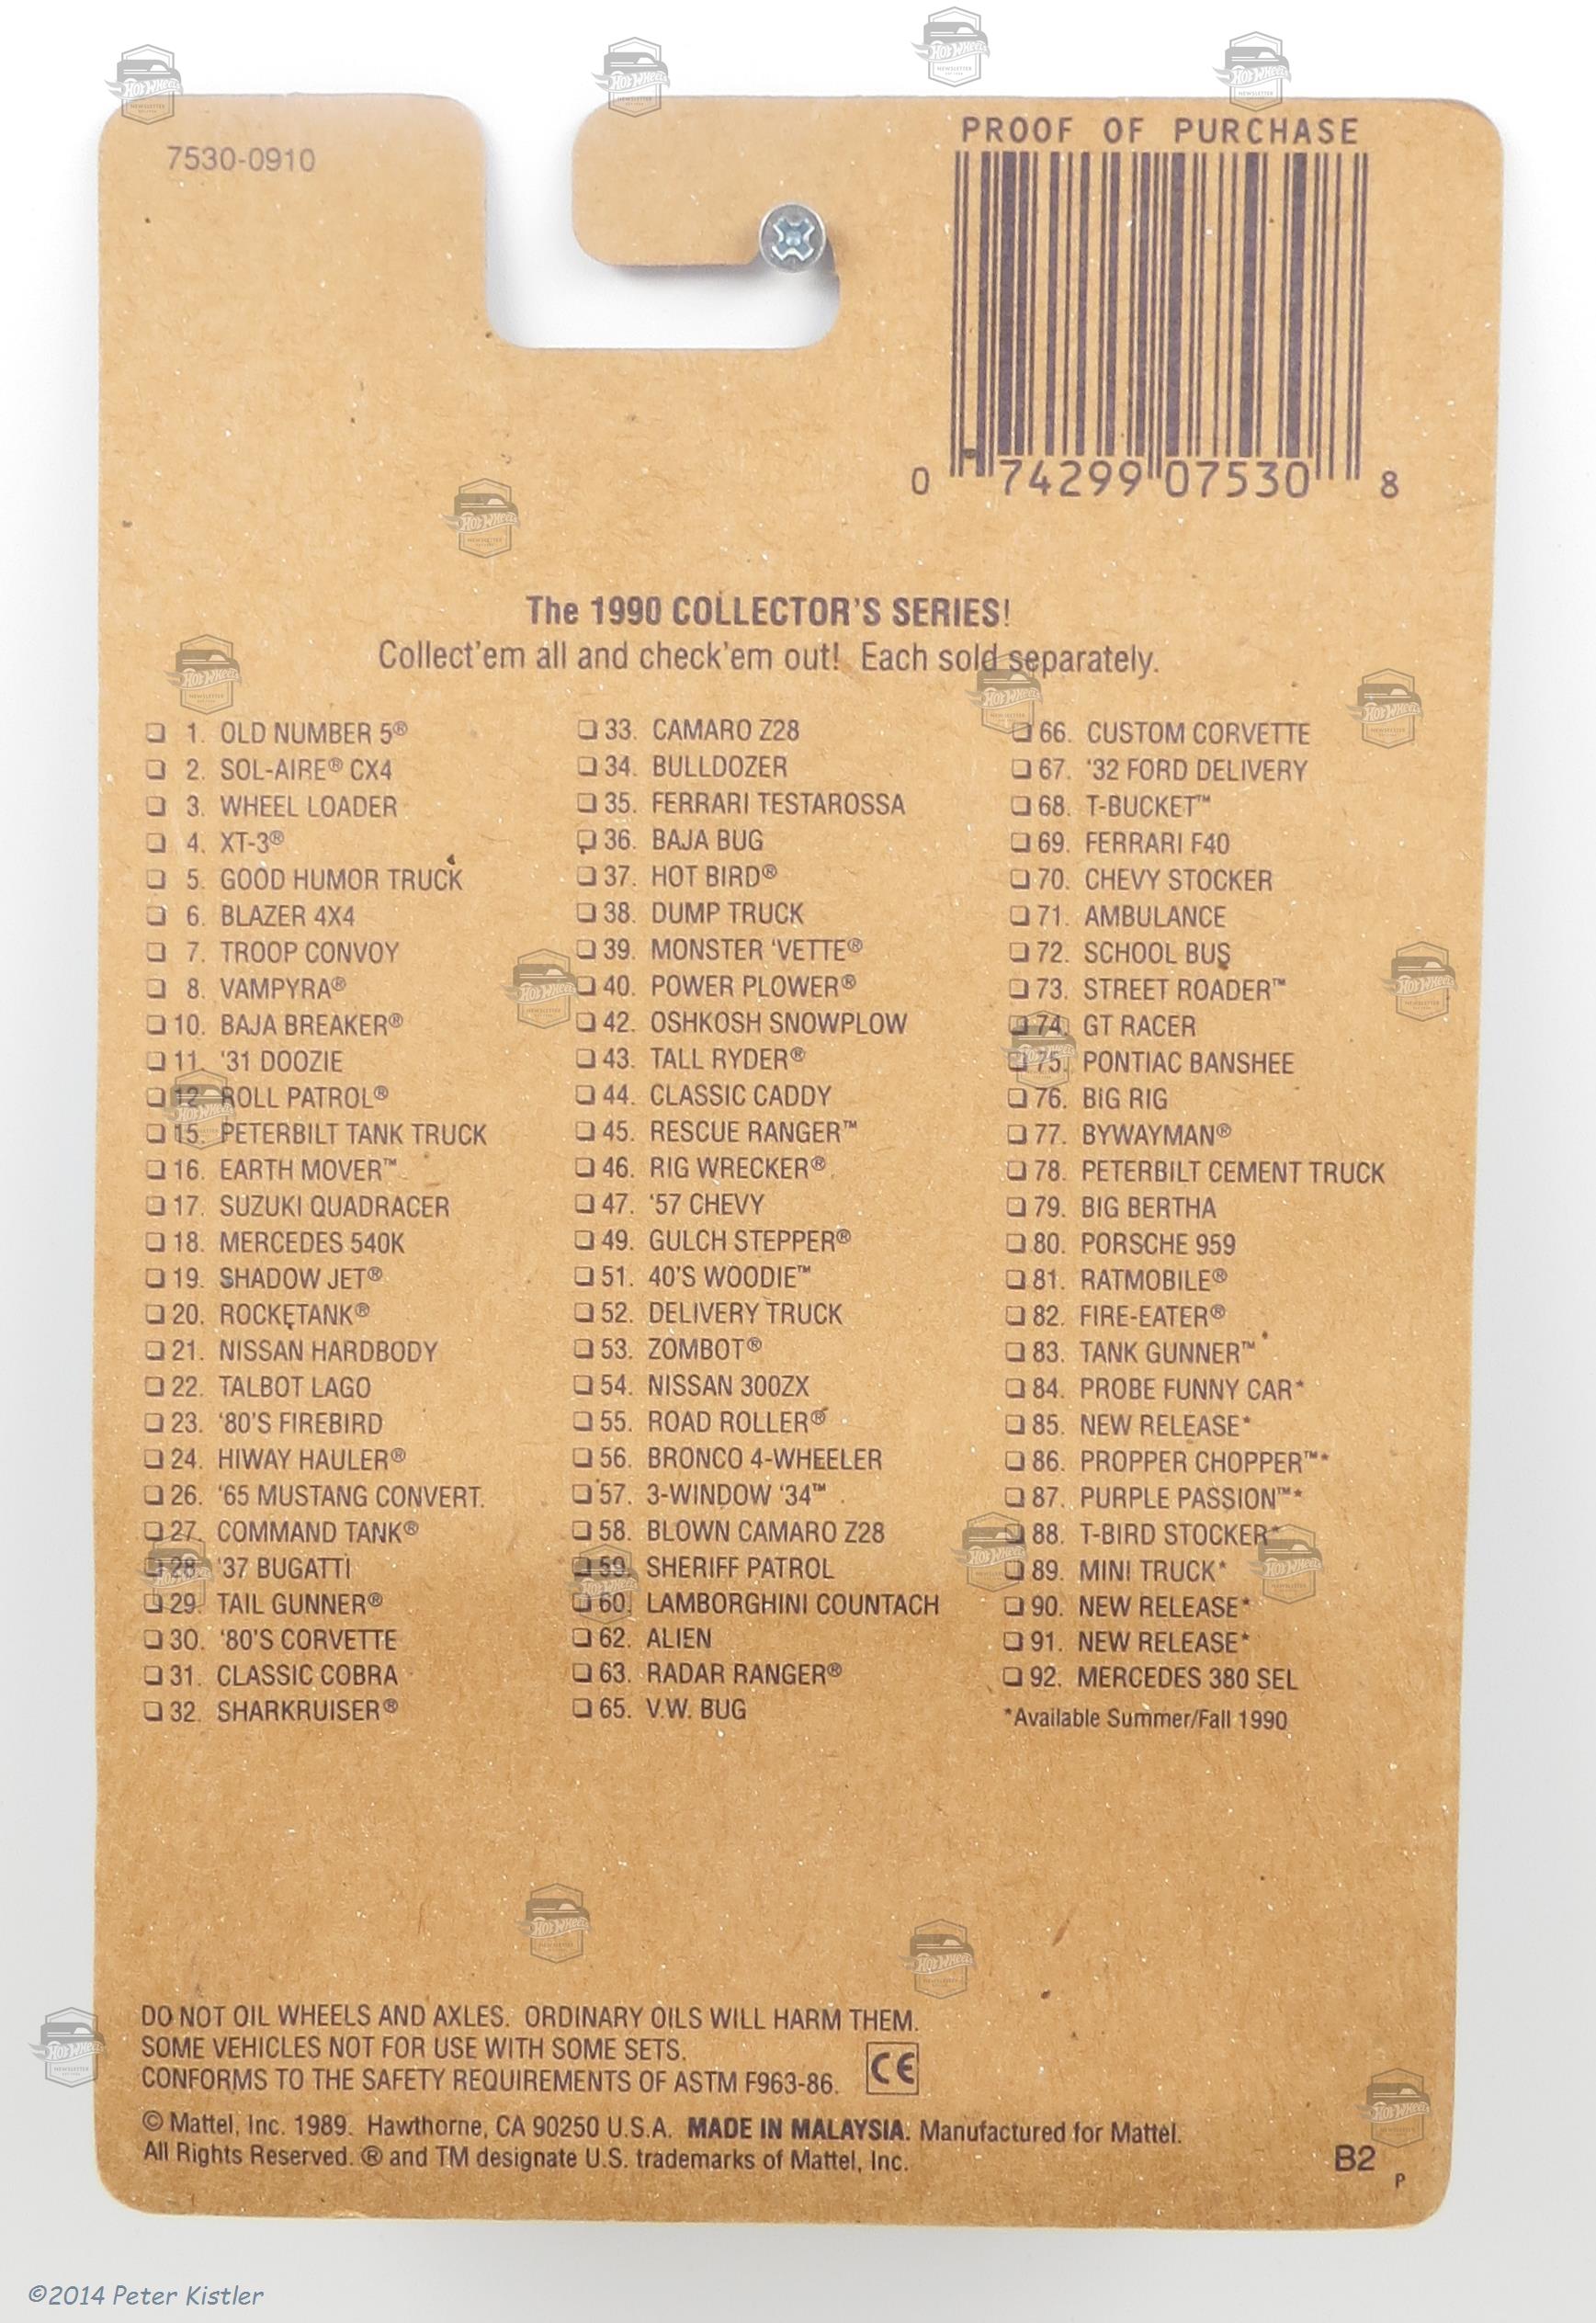 7530-0910
PROOF OF PURCHASE
0 74299 07530 8
The 1990 COLLECTOR'S SERIES!
Collect'em all and check'em out! Each sold separately.
❏ 1. OLD NUMBER 5®
❏ 2. SOL-AIRE® CX4
❏ 3. WHEEL LOADER
❏ 4. XT-3®
❏ 5. GOOD HUMOR TRUCK
❏ 6. BLAZER 4X4
❏ 7. TROOP CONVOY
❏ 8. VAMPYRA®
❏ 10. BAJA BREAKER®
❏ 11. '31 DOOZIE
❏ 12. ROLL PATROL®
❏ 15. PETERBILT TANK TRUCK
❏ 16. EARTH MOVER™
❏ 17. SUZUKI QUADRACER
❏ 18. MERCEDES 540K
❏ 19. SHADOW JET®
❏ 20. ROCKETANK®
❏ 21. NISSAN HARDBODY
❏ 22. TALBOT LAGO
❏ 23. '80'S FIREBIRD
❏ 24. HIWAY HAULER®
❏ 26. '65 MUSTANG CONVERT.
❏ 27. COMMAND TANK®
❏ 28. '37 BUGATTI
❏ 29. TAIL GUNNER®
❏ 30. '80'S CORVETTE
❏ 31. CLASSIC COBRA
❏ 32. SHARKRUISER®
❏ 33. CAMARO Z28
❏ 34. BULLDOZER
❏ 35. FERRARI TESTAROSSA
❏ 36. BAJA BUG
❏ 37. HOT BIRD®
❏ 38. DUMP TRUCK
❏ 39. MONSTER 'VETTE®
❏ 40. POWER PLOWER®
❏ 42. OSHKOSH SNOWPLOW
❏ 43. TALL RYDER®
❏ 44. CLASSIC CADDY
❏ 45. RESCUE RANGER™
❏ 46. RIG WRECKER®
❏ 47. '57 CHEVY
❏ 49. GULCH STEPPER®
❏ 51. 40'S WOODIE™
❏ 52. DELIVERY TRUCK
❏ 53. ZOMBOT®
❏ 54. NISSAN 300ZX
❏ 55. ROAD ROLLER®
❏ 56. BRONCO 4-WHEELER
❏ 57. 3-WINDOW '34™
❏ 58. BLOWN CAMARO Z28
❏ 59. SHERIFF PATROL
❏ 60. LAMBORGHINI COUNTACH
❏ 62. ALIEN
❏ 63. RADAR RANGER®
❏ 65. V.W. BUG
❏ 66. CUSTOM CORVETTE
❏ 67. '32 FORD DELIVERY
❏ 68. T-BUCKET™
❏ 69. FERRARI F40
❏ 70. CHEVY STOCKER
❏ 71. AMBULANCE
❏ 72. SCHOOL BUS
❏ 73. STREET ROADER™
❏ 74. GT RACER
❏ 75. PONTIAC BANSHEE
❏ 76. BIG RIG
❏ 77. BYWAYMAN®
❏ 78. PETERBILT CEMENT TRUCK
❏ 79. BIG BERTHA
❏ 80. PORSCHE 959
❏ 81. RATMOBILE®
❏ 82. FIRE-EATER®
❏ 83. TANK GUNNER™
❏ 84. PROBE FUNNY CAR*
❏ 85. NEW RELEASE*
❏ 86. PROPPER CHOPPER™*
❏ 87. PURPLE PASSION™*
❏ 88. T-BIRD STOCKER*
❏ 89. MINI TRUCK*
❏ 90. NEW RELEASE*
❏ 91. NEW RELEASE*
❏ 92. MERCEDES 380 SEL
*Available Summer/Fall 1990
DO NOT OIL WHEELS AND AXLES. ORDINARY OILS WILL HARM THEM.
SOME VEHICLES NOT FOR USE WITH SOME SETS.
CONFORMS TO THE SAFETY REQUIREMENTS OF ASTM F963-86. CE
© Mattel, Inc. 1989. Hawthorne, CA 90250 U.S.A. MADE IN MALAYSIA. Manufactured for Mattel.
All Rights Reserved. ® and TM designate U.S. trademarks of Mattel, Inc.
B2
P
©2014 Peter Kistler